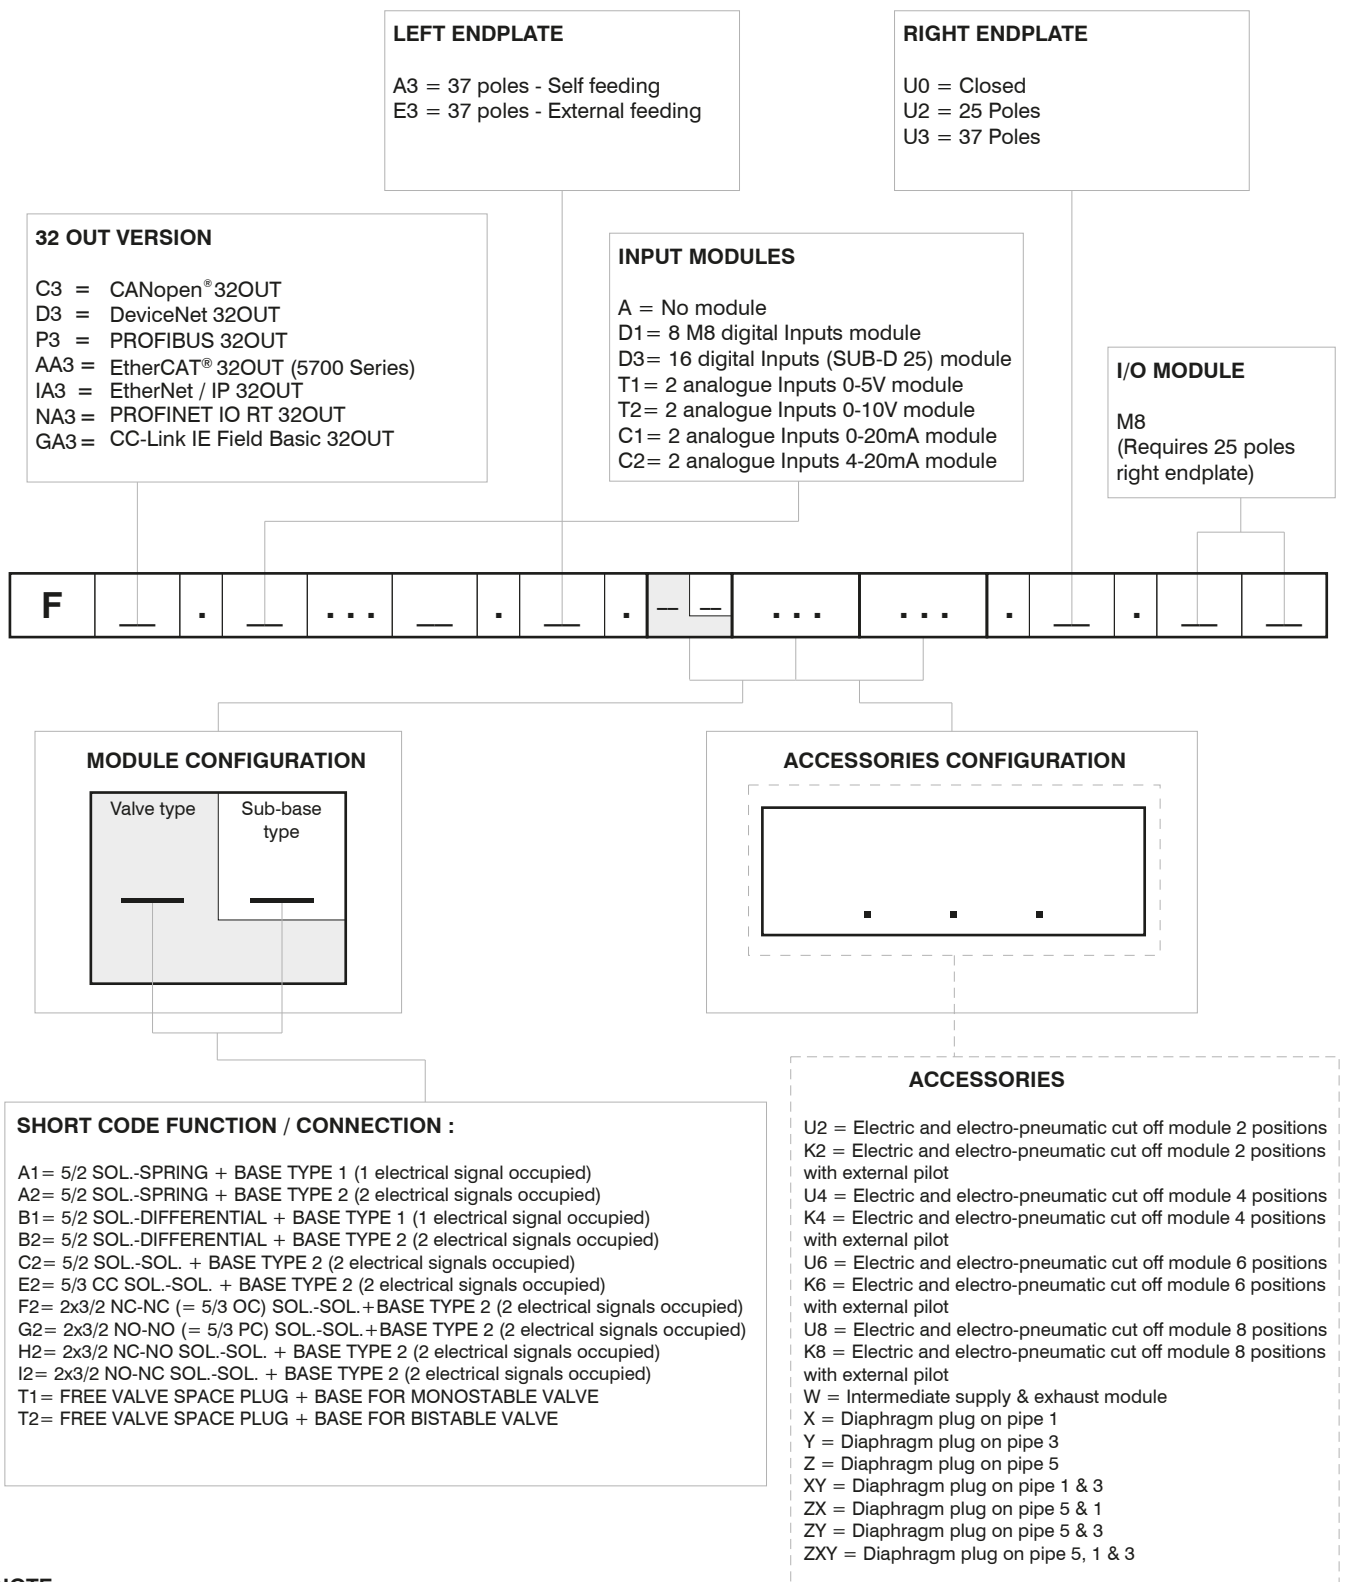 LEFT ENDPLATE
A3 = 37 poles - Self feeding
E3 = 37 poles - External feeding
RIGHT ENDPLATE
U0 = Closed
U2 = 25 Poles
U3 = 37 Poles
32 OUT VERSION
C3 = CANopen® 32OUT
D3 = DeviceNet 32OUT
P3 = PROFIBUS 32OUT
AA3 = EtherCAT® 32OUT (5700 Series)
IA3 = EtherNet / IP 32OUT
NA3 = PROFINET IO RT 32OUT
GA3 = CC-Link IE Field Basic 32OUT
INPUT MODULES
A = No module
D1= 8 M8 digital Inputs module
D3= 16 digital Inputs (SUB-D 25) module
T1= 2 analogue Inputs 0-5V module
T2= 2 analogue Inputs 0-10V module
C1= 2 analogue Inputs 0-20mA module
C2= 2 analogue Inputs 4-20mA module
I/O MODULE
M8
(Requires 25 poles
right endplate)
F __ . __ ... __ . __ . __ __ ... ... . __ . __ __
MODULE CONFIGURATION
Valve type
Sub-base
type
ACCESSORIES CONFIGURATION
. . .
SHORT CODE FUNCTION / CONNECTION :
A1= 5/2 SOL.-SPRING + BASE TYPE 1 (1 electrical signal occupied)
A2= 5/2 SOL.-SPRING + BASE TYPE 2 (2 electrical signals occupied)
B1= 5/2 SOL.-DIFFERENTIAL + BASE TYPE 1 (1 electrical signal occupied)
B2= 5/2 SOL.-DIFFERENTIAL + BASE TYPE 2 (2 electrical signals occupied)
C2= 5/2 SOL.-SOL. + BASE TYPE 2 (2 electrical signals occupied)
E2= 5/3 CC SOL.-SOL. + BASE TYPE 2 (2 electrical signals occupied)
F2= 2x3/2 NC-NC (= 5/3 OC) SOL.-SOL.+BASE TYPE 2 (2 electrical signals occupied)
G2= 2x3/2 NO-NO (= 5/3 PC) SOL.-SOL.+BASE TYPE 2 (2 electrical signals occupied)
H2= 2x3/2 NC-NO SOL.-SOL. + BASE TYPE 2 (2 electrical signals occupied)
I2= 2x3/2 NO-NC SOL.-SOL. + BASE TYPE 2 (2 electrical signals occupied)
T1= FREE VALVE SPACE PLUG + BASE FOR MONOSTABLE VALVE
T2= FREE VALVE SPACE PLUG + BASE FOR BISTABLE VALVE
ACCESSORIES
U2 = Electric and electro-pneumatic cut off module 2 positions
K2 = Electric and electro-pneumatic cut off module 2 positions
with external pilot
U4 = Electric and electro-pneumatic cut off module 4 positions
K4 = Electric and electro-pneumatic cut off module 4 positions
with external pilot
U6 = Electric and electro-pneumatic cut off module 6 positions
K6 = Electric and electro-pneumatic cut off module 6 positions
with external pilot
U8 = Electric and electro-pneumatic cut off module 8 positions
K8 = Electric and electro-pneumatic cut off module 8 positions
with external pilot
W = Intermediate supply & exhaust module
X = Diaphragm plug on pipe 1
Y = Diaphragm plug on pipe 3
Z = Diaphragm plug on pipe 5
XY = Diaphragm plug on pipe 1 & 3
ZX = Diaphragm plug on pipe 5 & 1
ZY = Diaphragm plug on pipe 5 & 3
ZXY = Diaphragm plug on pipe 5, 1 & 3